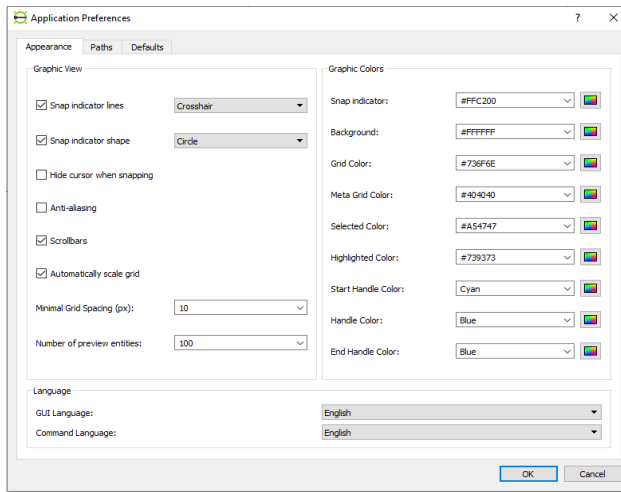 Application Preferences
? X
Appearance Paths Defaults
Graphic View
Snap indicator lines Crosshair
Snap indicator shape Circle
Hide cursor when snapping
Anti-aliasing
Scrollbars
Automatically scale grid
Minimal Grid Spacing (px): 10
Number of preview entities: 100
Graphic Colors
Snap indicator: #FFC200
Background: #FFFFFF
Grid Color: #736F6E
Meta Grid Color: #404040
Selected Color: #A54747
Highlighted Color: #739373
Start Handle Color: Cyan
Handle Color: Blue
End Handle Color: Blue
Language
GUI Language: English
Command Language: English
OK Cancel